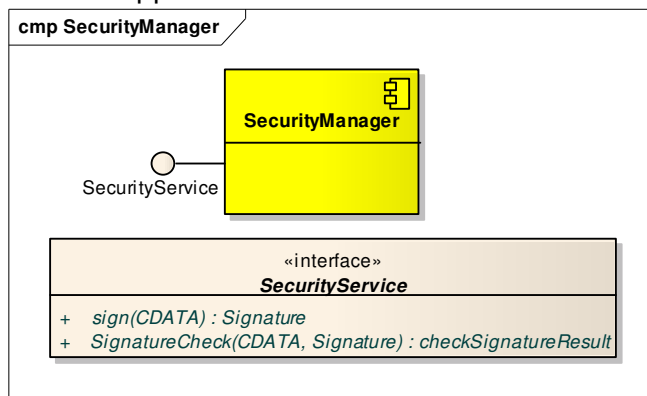 cmp SecurityManager
SecurityManager
SecurityService
«interface»
SecurityService
+ sign(CDATA) : Signature
+ SignatureCheck(CDATA, Signature) : checkSignatureResult